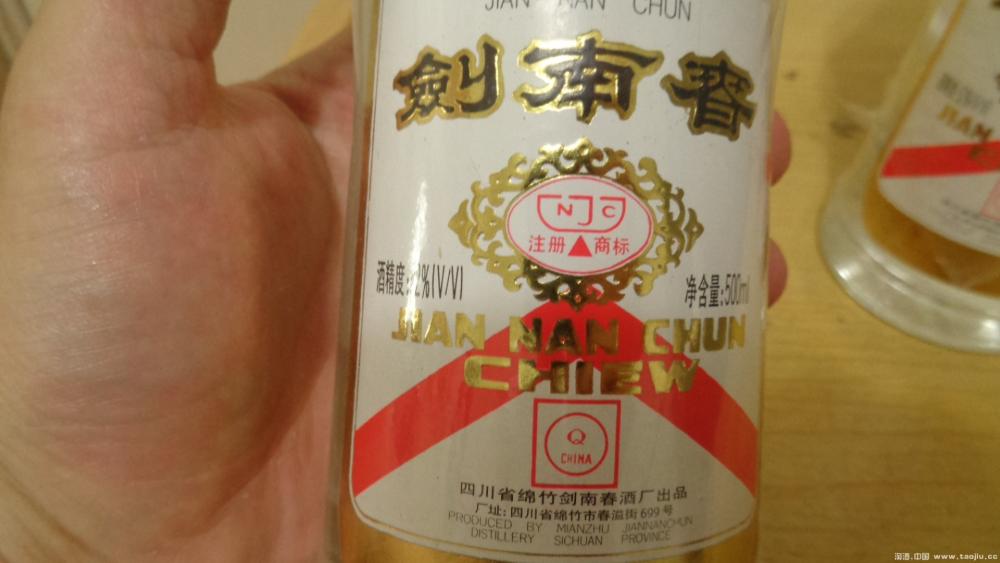 JIAN NAN CHUN
劍南春
NJC
注册 商标
酒精度: 2%(V/V)
净含量:500ml
JIAN NAN CHUN
CHIEW
Q
CHINA
四川省绵竹剑南春酒厂出品
厂址:四川省绵竹市春溢街699号
PRODUCED BY MIANZHU JIANNANCHUN
DISTILLERY SICHUAN PROVINCE
JIAN
淘酒.中国 www.taojiu.cc